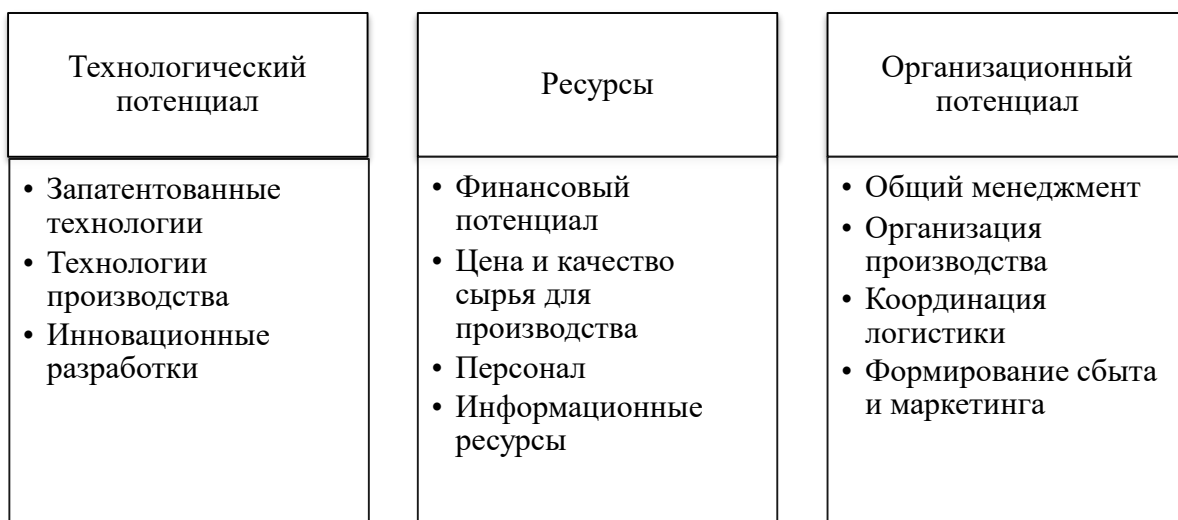 Технологический
потенциал
• Запатентованные
технологии
• Технологии
производства
• Инновационные
разработки
Ресурсы
• Финансовый
потенциал
• Цена и качество
сырья для
производства
• Персонал
• Информационные
ресурсы
Организационный
потенциал
• Общий менеджмент
• Организация
производства
• Координация
логистики
• Формирование сбыта
и маркетинга